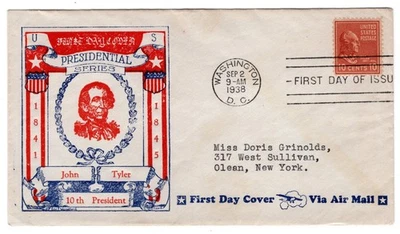 U S
FIRST DAY COVER
PRESIDENTIAL
SERIES
1841
1845
John Tyler
10th President
WASHINGTON
SEP 2
9-AM
1938
D. C.
FIRST DAY OF ISSU
UNITED
STATES
POSTAGE
10 CENTS 10
Miss Doris Grinolds,
317 West Sullivan,
Olean, New York.
First Day Cover Via Air Mail